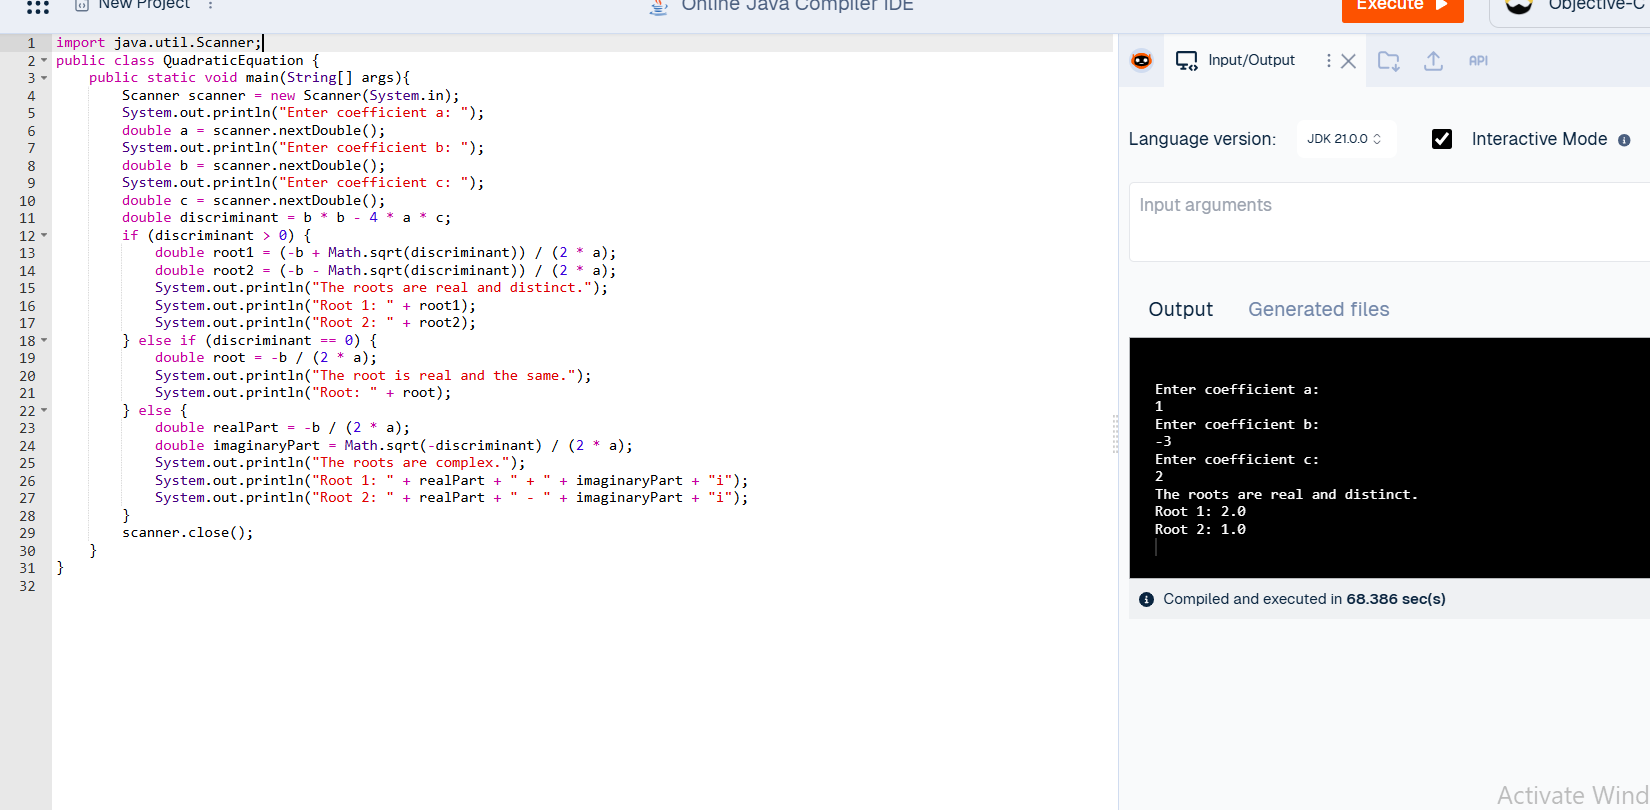 New Project
Online Java Compiler IDE
Execute
Objective-C
1 import java.util.Scanner;
2 public class QuadraticEquation {
3     public static void main(String[] args){
4         Scanner scanner = new Scanner(System.in);
5         System.out.println("Enter coefficient a: ");
6         double a = scanner.nextDouble();
7         System.out.println("Enter coefficient b: ");
8         double b = scanner.nextDouble();
9         System.out.println("Enter coefficient c: ");
10         double c = scanner.nextDouble();
11         double discriminant = b * b - 4 * a * c;
12         if (discriminant > 0) {
13             double root1 = (-b + Math.sqrt(discriminant)) / (2 * a);
14             double root2 = (-b - Math.sqrt(discriminant)) / (2 * a);
15             System.out.println("The roots are real and distinct.");
16             System.out.println("Root 1: " + root1);
17             System.out.println("Root 2: " + root2);
18         } else if (discriminant == 0) {
19             double root = -b / (2 * a);
20             System.out.println("The root is real and the same.");
21             System.out.println("Root: " + root);
22         } else {
23             double realPart = -b / (2 * a);
24             double imaginaryPart = Math.sqrt(-discriminant) / (2 * a);
25             System.out.println("The roots are complex.");
26             System.out.println("Root 1: " + realPart + " + " + imaginaryPart + "i");
27             System.out.println("Root 2: " + realPart + " - " + imaginaryPart + "i");
28         }
29         scanner.close();
30     }
31 }
32
Input/Output
API
Language version:
JDK 21.0.0
Interactive Mode
Input arguments
Output
Generated files
Enter coefficient a:
1
Enter coefficient b:
-3
Enter coefficient c:
2
The roots are real and distinct.
Root 1: 2.0
Root 2: 1.0
Compiled and executed in 68.386 sec(s)
Activate Wind